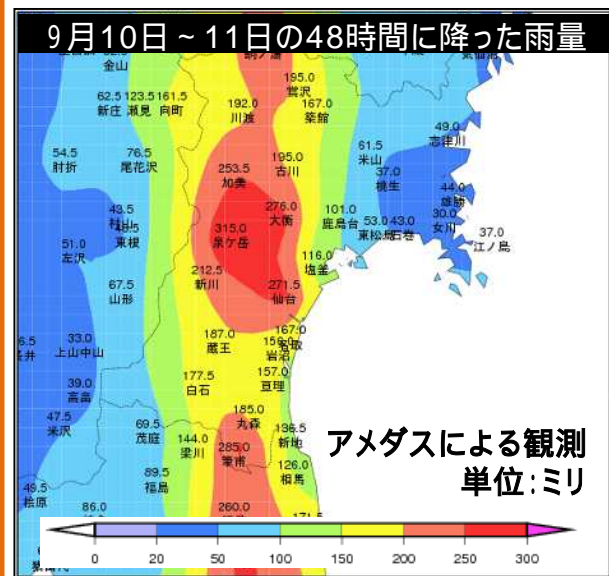 9月10日～11日の48時間に降った雨量
金山
195.0
鶯沢
62.5 123.5 161.5
新庄 瀬見 向町
192.0
川渡
167.0
築館
49.0
志津川
61.5
米山
54.5
肘折
76.5
尾花沢
253.5
加美
195.0
古川
37.0
桃生
44.0
雄勝
43.5
村山
東根
315.0
泉ケ岳
276.0
大衡
101.0
鹿島台
53.0 43.0
東松島 石巻
30.0
女川
37.0
江ノ島
51.0
左沢
116.0
塩釜
67.5
山形
212.5
新川
271.5
仙台
33.0
上山中山
187.0
蔵王
167.0
名取
岩沼
39.0
高畠
177.5
白石
157.0
亘理
47.5
米沢
69.5
茂庭
185.0
丸森
136.5
新地
144.0
梁川
285.0
筆甫
126.0
相馬
89.5
福島
49.5
桧原
86.0
260.0
アメダスによる観測
単位：ミリ
0 20 50 100 150 200 250 300